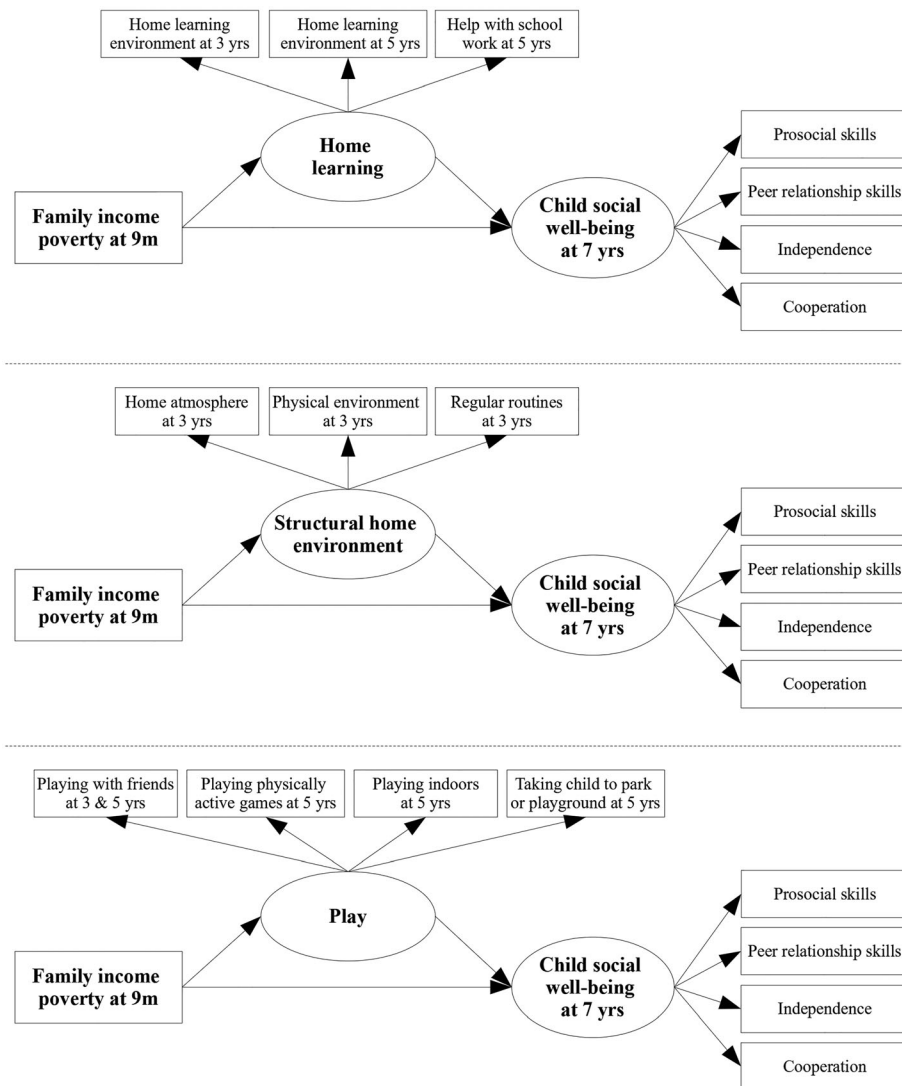 Home learning
environment at 3 yrs
Home learning
environment at 5 yrs
Help with school
work at 5 yrs
Home
learning
Family income
poverty at 9m
Child social
well-being
at 7 yrs
Prosocial skills
Peer relationship skills
Independence
Cooperation
Home atmosphere
at 3 yrs
Physical environment
at 3 yrs
Regular routines
at 3 yrs
Structural home
environment
Family income
poverty at 9m
Child social
well-being
at 7 yrs
Prosocial skills
Peer relationship skills
Independence
Cooperation
Playing with friends
at 3 & 5 yrs
Playing physically
active games at 5 yrs
Playing indoors
at 5 yrs
Taking child to park
or playground at 5 yrs
Play
Family income
poverty at 9m
Child social
well-being
at 7 yrs
Prosocial skills
Peer relationship skills
Independence
Cooperation